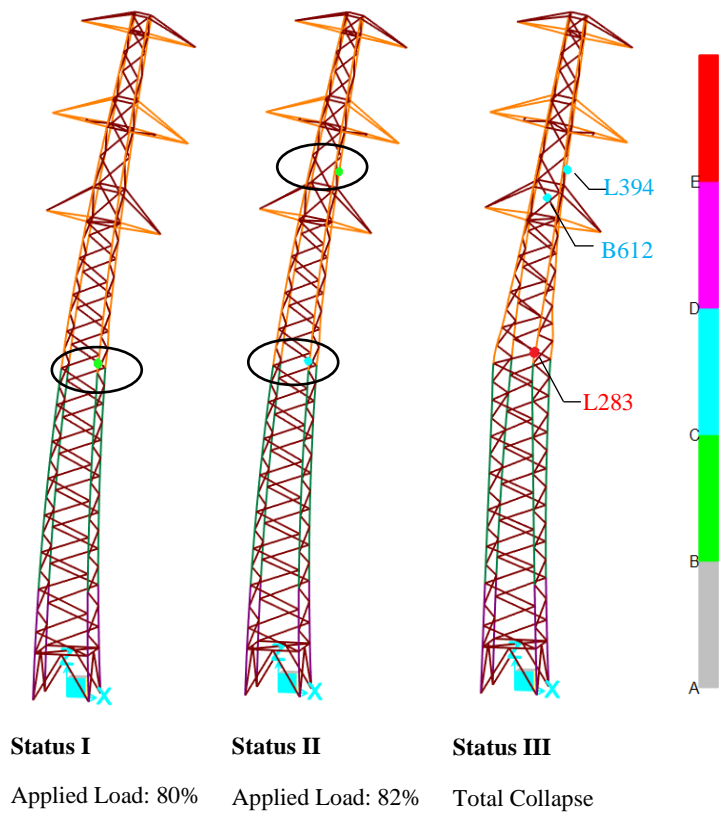 E
L394
B612
D
L283
C
B
A
X
X
X
Status I
Status II
Status III
Applied Load: 80%
Applied Load: 82%
Total Collapse